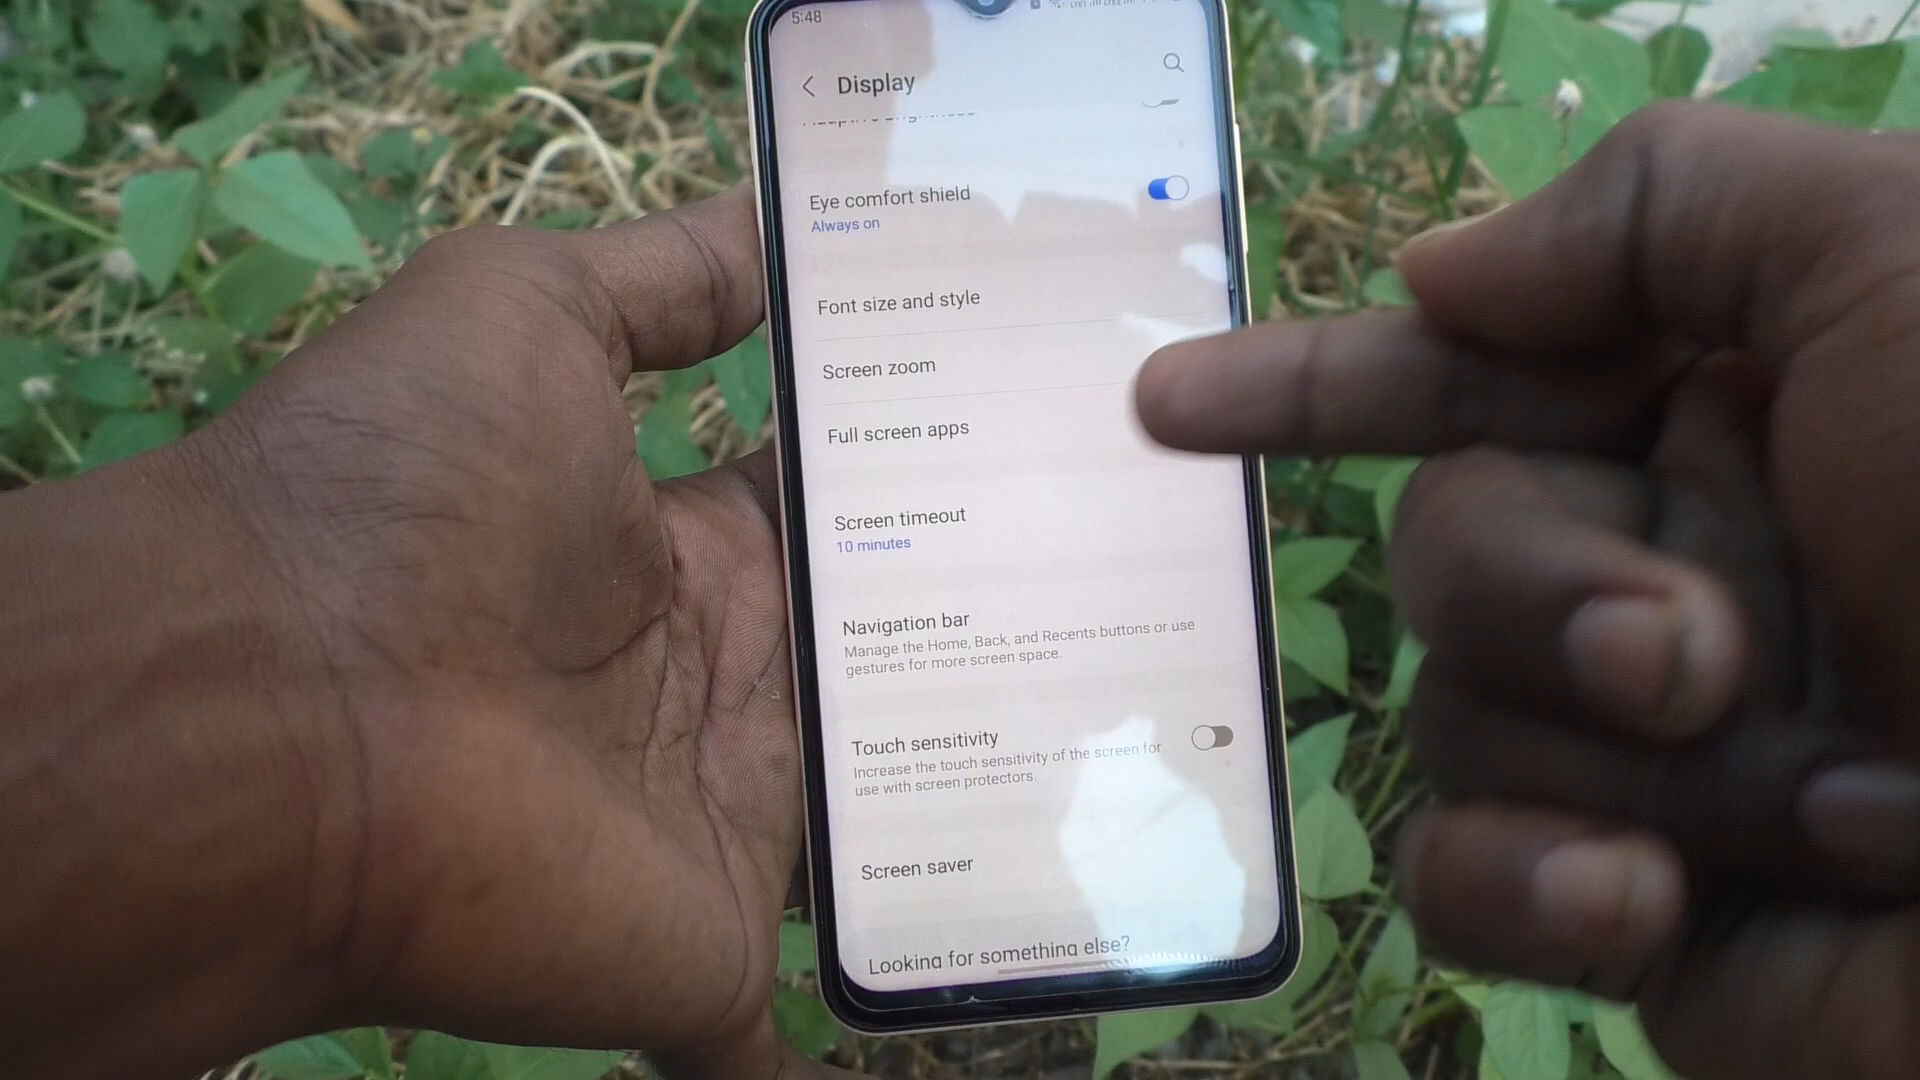 5:48
Display
Eye comfort shield
Always on
Font size and style
Screen zoom
Full screen apps
Screen timeout
10 minutes
Navigation bar
Manage the Home, Back, and Recents buttons or use
gestures for more screen space.
Touch sensitivity
Increase the touch sensitivity of the screen for
use with screen protectors.
Screen saver
Looking for something else?